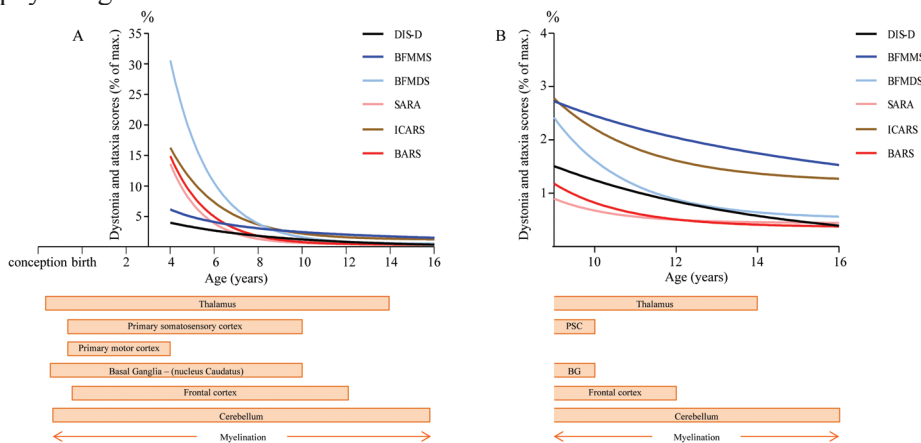 %
A
Dystonia and ataxia scores (% of max.)
35
30
25
20
15
10
5
DIS-D
BFMMS
BFMDS
SARA
ICARS
BARS
conception birth 2 4 6 8 10 12 14 16
Age (years)
Thalamus
Primary somatosensory cortex
Primary motor cortex
Basal Ganglia – (nucleus Caudatus)
Frontal cortex
Cerebellum
Myelination
%
B
Dystonia and ataxia scores (% of max.)
4
3
2
1
DIS-D
BFMMS
BFMDS
SARA
ICARS
BARS
10 12 14 16
Age (years)
Thalamus
PSC
BG
Frontal cortex
Cerebellum
Myelination